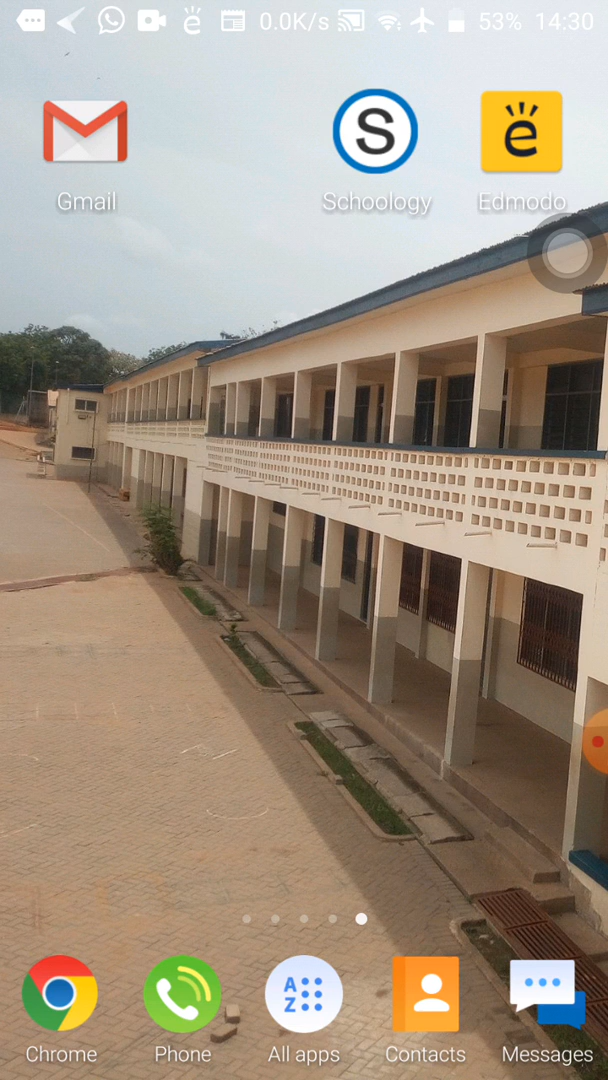 0.0K/s 53% 14:30
Gmail
S
Schoology
e
Edmodo
A
Z
Chrome
Phone
All apps
Contacts
Messages